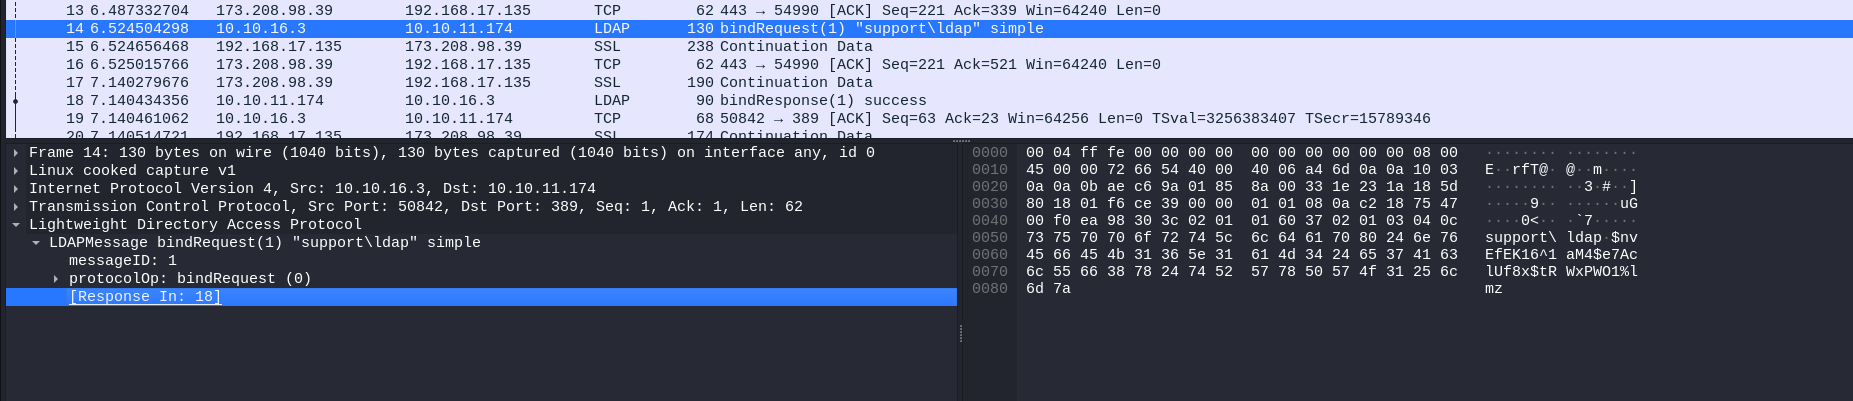 13 6.487332704 173.208.98.39 192.168.17.135 TCP 62 443 → 54990 [ACK] Seq=221 Ack=339 Win=64240 Len=0
14 6.524504298 10.10.16.3 10.10.11.174 LDAP 130 bindRequest(1) "support\ldap" simple
15 6.524656468 192.168.17.135 173.208.98.39 SSL 238 Continuation Data
16 6.525015766 173.208.98.39 192.168.17.135 TCP 62 443 → 54990 [ACK] Seq=221 Ack=521 Win=64240 Len=0
17 7.140279676 173.208.98.39 192.168.17.135 SSL 190 Continuation Data
18 7.140434356 10.10.11.174 10.10.16.3 LDAP 90 bindResponse(1) success
19 7.140461062 10.10.16.3 10.10.11.174 TCP 68 50842 → 389 [ACK] Seq=63 Ack=23 Win=64256 Len=0 TSval=3256383407 TSecr=15789346
20 7.140514721 192.168.17.135 173.208.98.39 SSL 174 Continuation Data
Frame 14: 130 bytes on wire (1040 bits), 130 bytes captured (1040 bits) on interface any, id 0
Linux cooked capture v1
Internet Protocol Version 4, Src: 10.10.16.3, Dst: 10.10.11.174
Transmission Control Protocol, Src Port: 50842, Dst Port: 389, Seq: 1, Ack: 1, Len: 62
Lightweight Directory Access Protocol
LDAPMessage bindRequest(1) "support\ldap" simple
messageID: 1
protocolOp: bindRequest (0)
[Response In: 18]
0000 00 04 ff fe 00 00 00 00 00 00 00 00 00 00 08 00 ········ ········
0010 45 00 00 72 66 54 40 00 40 06 a4 6d 0a 0a 10 03 E··rfT@· @··m····
0020 0a 0a 0b ae c6 9a 01 85 8a 00 33 1e 23 1a 18 5d ········ ··3·#··]
0030 80 18 01 f6 ce 39 00 00 01 01 08 0a c2 18 75 47 ·····9·· ······uG
0040 00 f0 ea 98 30 3c 02 01 01 60 37 02 01 03 04 0c ····0<·· ·`7·····
0050 73 75 70 70 6f 72 74 5c 6c 64 61 70 80 24 6e 76 support\ ldap·$nv
0060 45 66 45 4b 31 36 5e 31 61 4d 34 24 65 37 41 63 EfEK16^1 aM4$e7Ac
0070 6c 55 66 38 78 24 74 52 57 78 50 57 4f 31 25 6c lUf8x$tR WxPWO1%l
0080 6d 7a mz